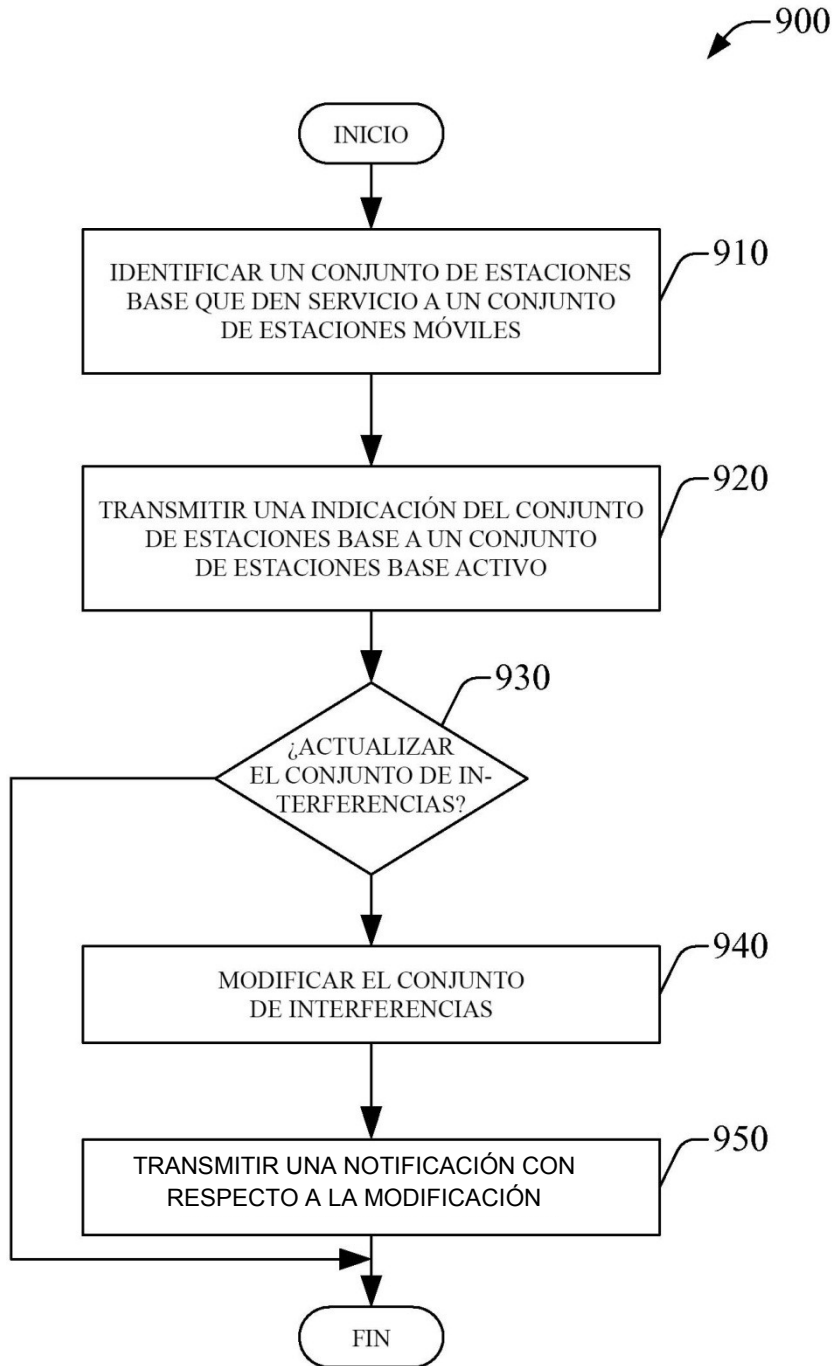 900
INICIO
IDENTIFICAR UN CONJUNTO DE ESTACIONES
BASE QUE DEN SERVICIO A UN CONJUNTO
DE ESTACIONES MÓVILES
910
TRANSMITIR UNA INDICACIÓN DEL CONJUNTO
DE ESTACIONES BASE A UN CONJUNTO
DE ESTACIONES BASE ACTIVO
920
930
¿ACTUALIZAR
EL CONJUNTO DE IN-
TERFERENCIAS?
940
MODIFICAR EL CONJUNTO
DE INTERFERENCIAS
950
TRANSMITIR UNA NOTIFICACIÓN CON
RESPECTO A LA MODIFICACIÓN
FIN